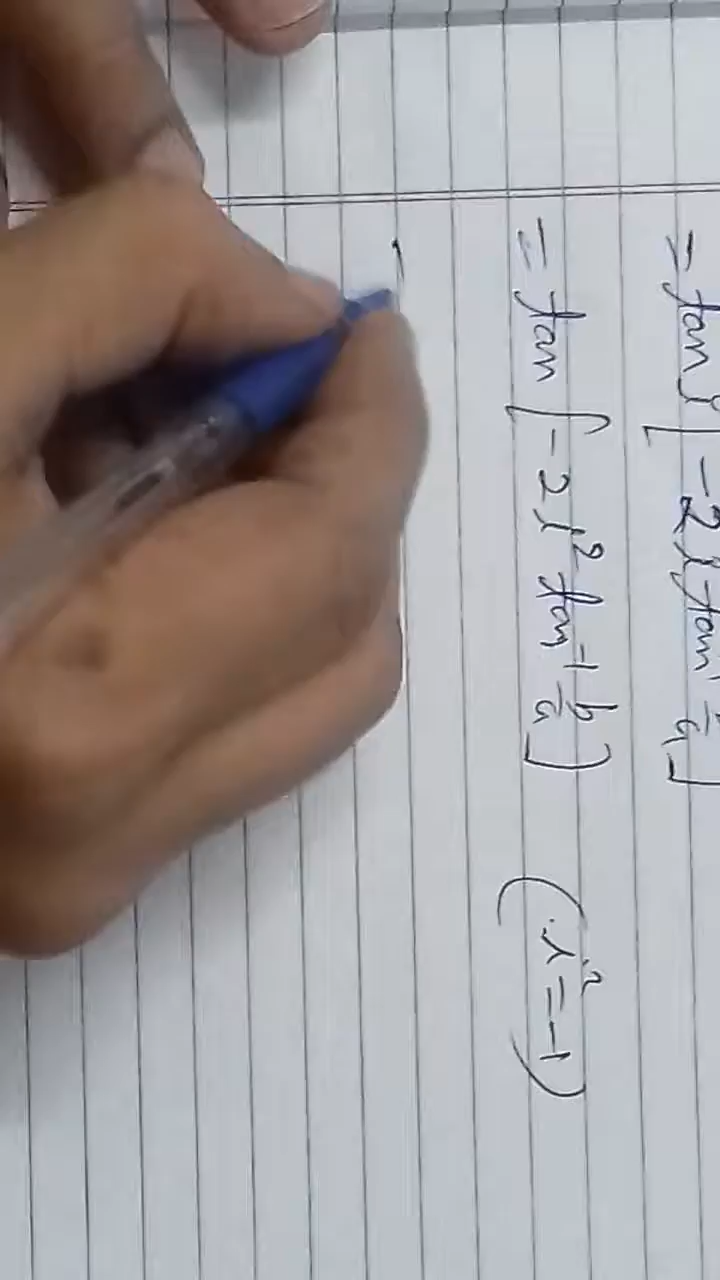 = tan i [-2i tan⁻¹ b/a]
= tan [-2i² tan⁻¹ b/a] (i² = -1)